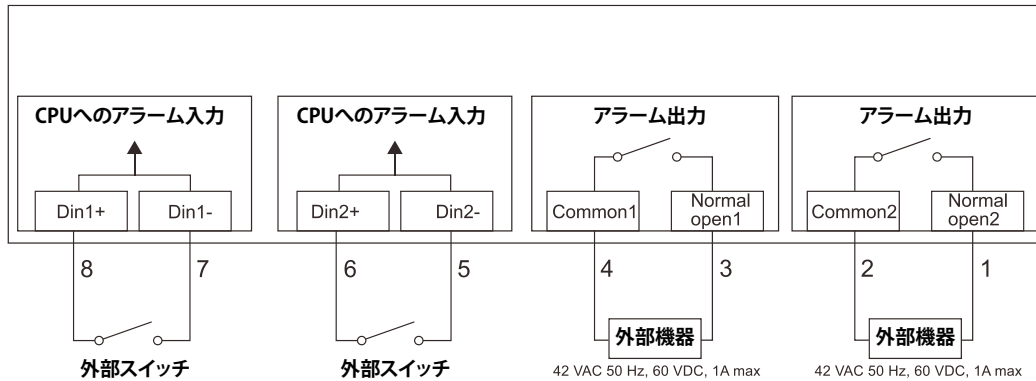 CPUへのアラーム入力
CPUへのアラーム入力
アラーム出力
アラーム出力
Din1+
Din1-
Din2+
Din2-
Common1
Normal
open1
Common2
Normal
open2
8
7
6
5
4
3
2
1
外部スイッチ
外部スイッチ
外部機器
外部機器
42 VAC 50 Hz, 60 VDC, 1A max
42 VAC 50 Hz, 60 VDC, 1A max